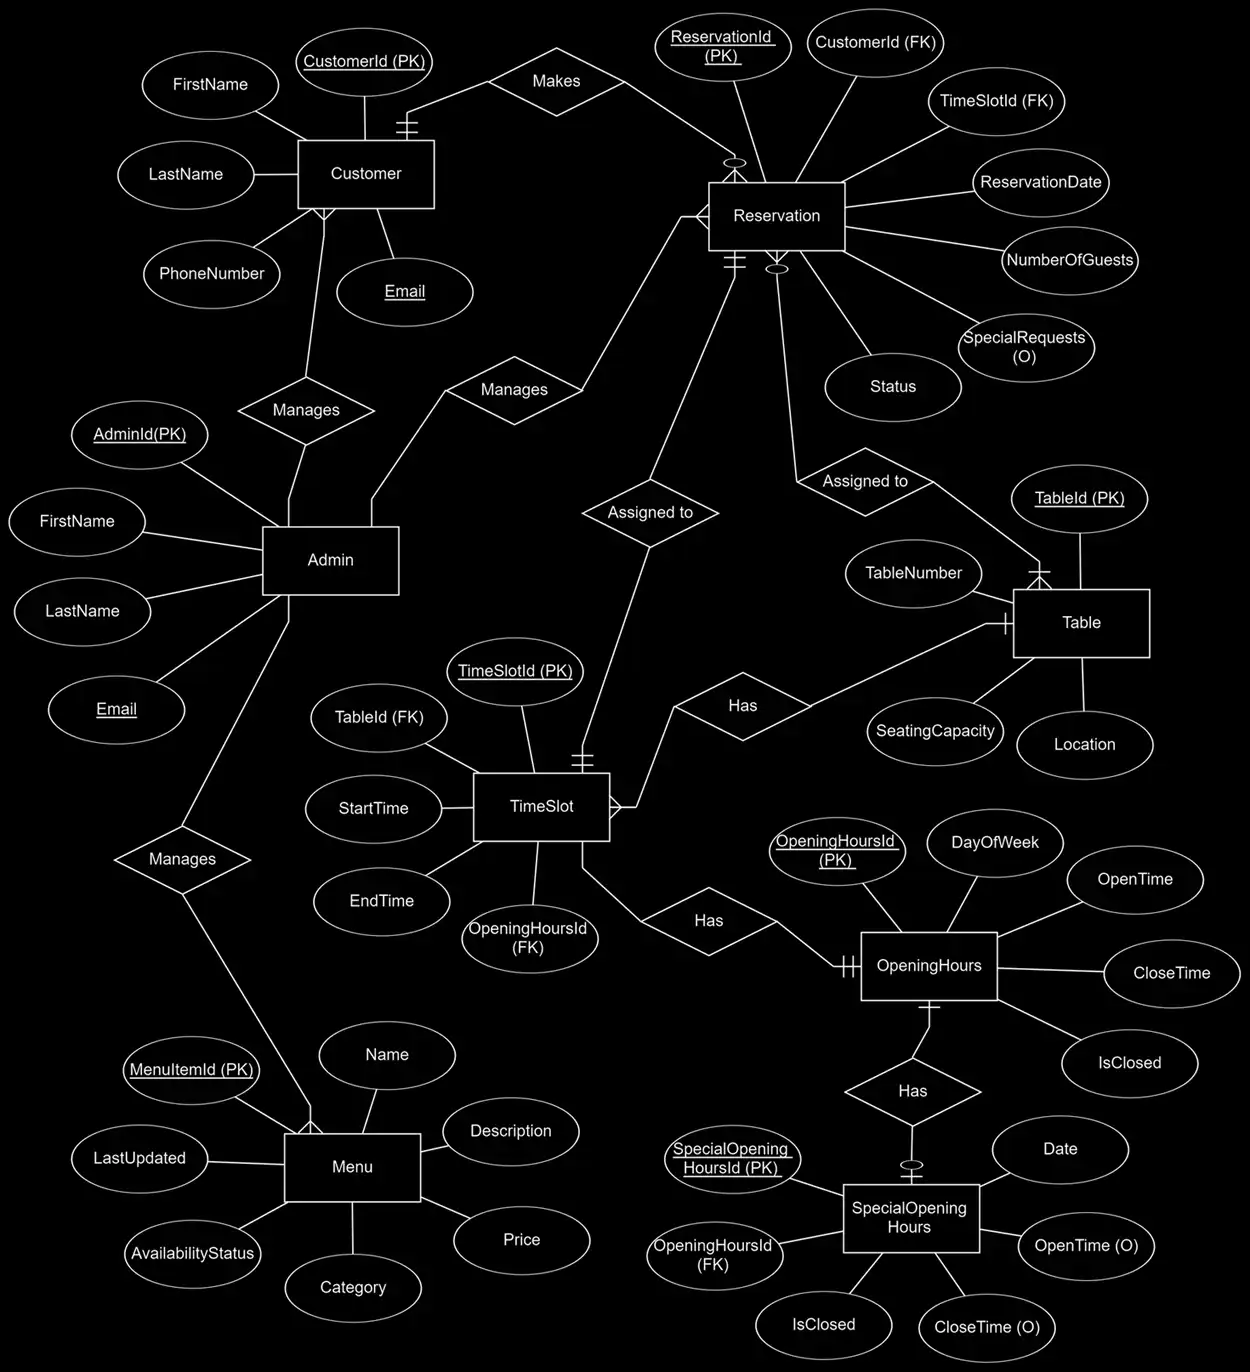 ReservationId
(PK)
CustomerId (FK)
CustomerId (PK)
FirstName
Makes
TimeSlotId (FK)
LastName
Customer
ReservationDate
Reservation
PhoneNumber
Email
NumberOfGuests
SpecialRequests
(O)
Status
Manages
Manages
AdminId(PK)
Assigned to
TableId (PK)
Assigned to
FirstName
Admin
TableNumber
LastName
Table
TimeSlotId (PK)
Email
TableId (FK)
Has
SeatingCapacity
Location
StartTime
TimeSlot
OpeningHoursId
(PK)
DayOfWeek
Manages
OpenTime
EndTime
OpeningHoursId
(FK)
Has
OpeningHours
CloseTime
Name
MenuItemId (PK)
IsClosed
Has
Description
LastUpdated
Menu
SpecialOpening
HoursId (PK)
Date
SpecialOpening
Hours
AvailabilityStatus
Price
OpeningHoursId
(FK)
OpenTime (O)
Category
IsClosed
CloseTime (O)